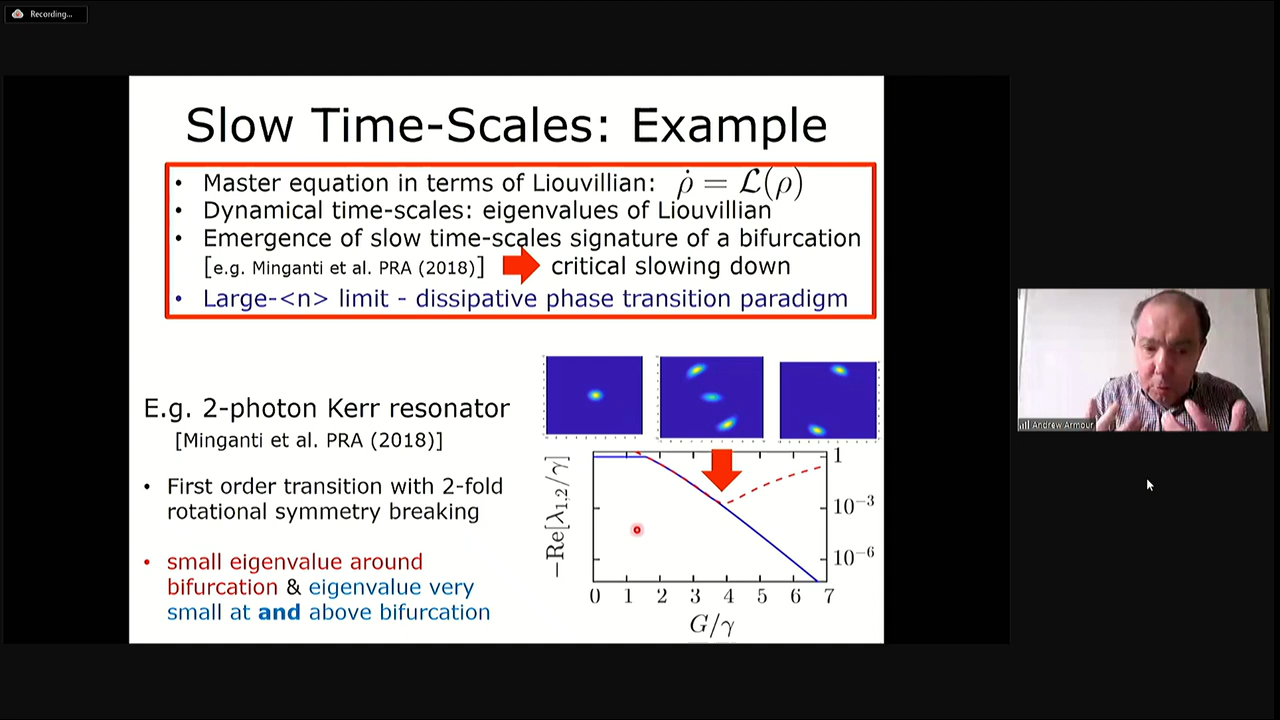 Recording...
Slow Time-Scales: Example
• Master equation in terms of Liouvillian: ρ̇ = ℒ(ρ)
• Dynamical time-scales: eigenvalues of Liouvillian
• Emergence of slow time-scales signature of a bifurcation
[e.g. Minganti et al. PRA (2018)] critical slowing down
• Large-<n> limit - dissipative phase transition paradigm
E.g. 2-photon Kerr resonator
[Minganti et al. PRA (2018)]
• First order transition with 2-fold
rotational symmetry breaking
• small eigenvalue around
bifurcation & eigenvalue very
small at and above bifurcation
−Re[λ₁,₂/γ]
1
10⁻³
10⁻⁶
0 1 2 3 4 5 6 7
G/γ
Andrew Armour